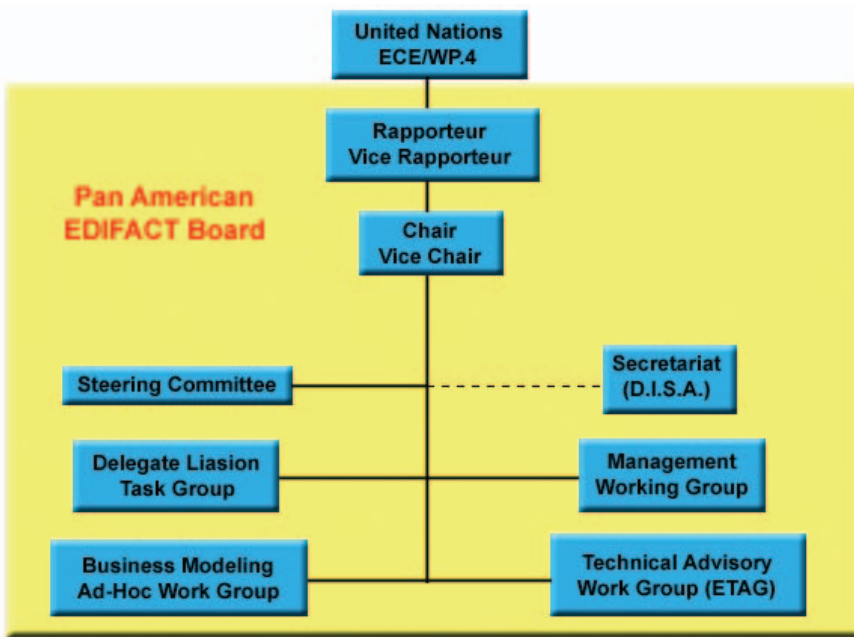 United Nations
ECE/WP.4
Rapporteur
Vice Rapporteur
Pan American
EDIFACT Board
Chair
Vice Chair
Steering Committee
Secretariat
(D.I.S.A.)
Delegate Liasion
Task Group
Management
Working Group
Business Modeling
Ad-Hoc Work Group
Technical Advisory
Work Group (ETAG)